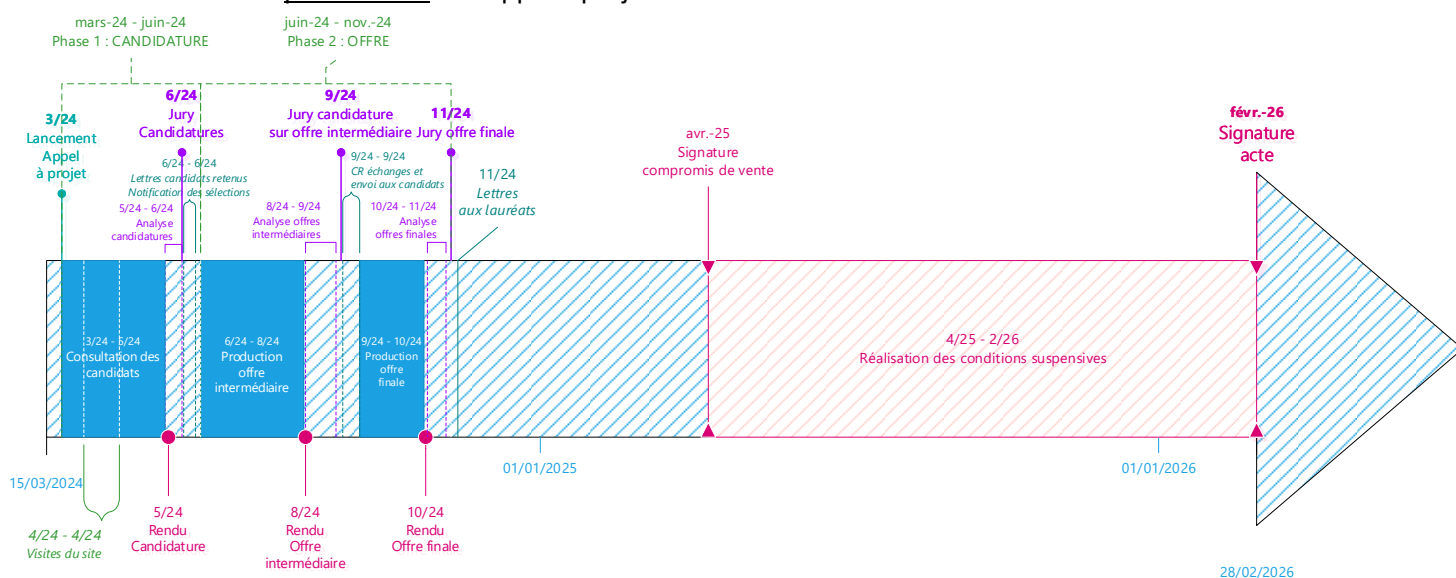 mars-24 - juin-24
Phase 1 : CANDIDATURE
juin-24 - nov.-24
Phase 2 : OFFRE
3/24
Lancement
Appel
à projet
6/24
Jury
Candidatures
9/24
Jury candidature
sur offre intermédiaire
11/24
Jury offre finale
6/24 - 6/24
Lettres candidats retenus
Notification des sélections
5/24 - 6/24
Analyse
candidatures
8/24 - 9/24
Analyse offres
intermédiaires
9/24 - 9/24
CR échanges et
envoi aux candidats
10/24 - 11/24
Analyse
offres finales
11/24
Lettres
aux lauréats
avr.-25
Signature
compromis de vente
févr.-26
Signature
acte
3/24 - 5/24
Consultation des
candidats
6/24 - 8/24
Production
offre
intermédiaire
9/24 - 10/24
Production
offre
finale
4/25 - 2/26
Réalisation des conditions suspensives
15/03/2024
01/01/2025
01/01/2026
28/02/2026
4/24 - 4/24
Visites du site
5/24
Rendu
Candidature
8/24
Rendu
Offre
intermédiaire
10/24
Rendu
Offre finale